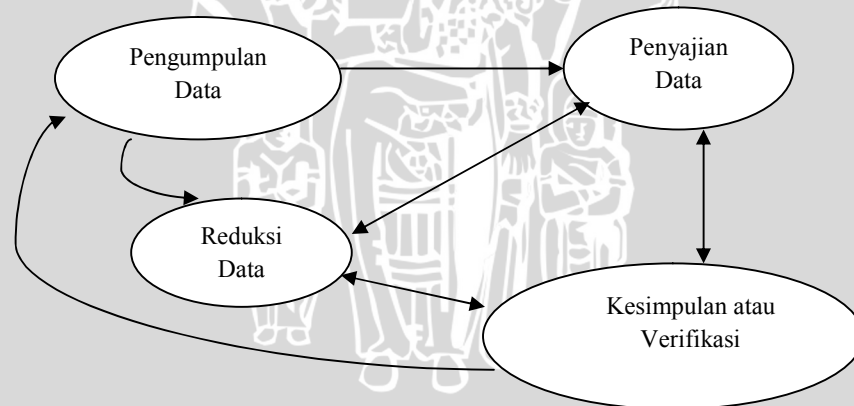 Pengumpulan
Data
Penyajian
Data
Reduksi
Data
Kesimpulan atau
Verifikasi